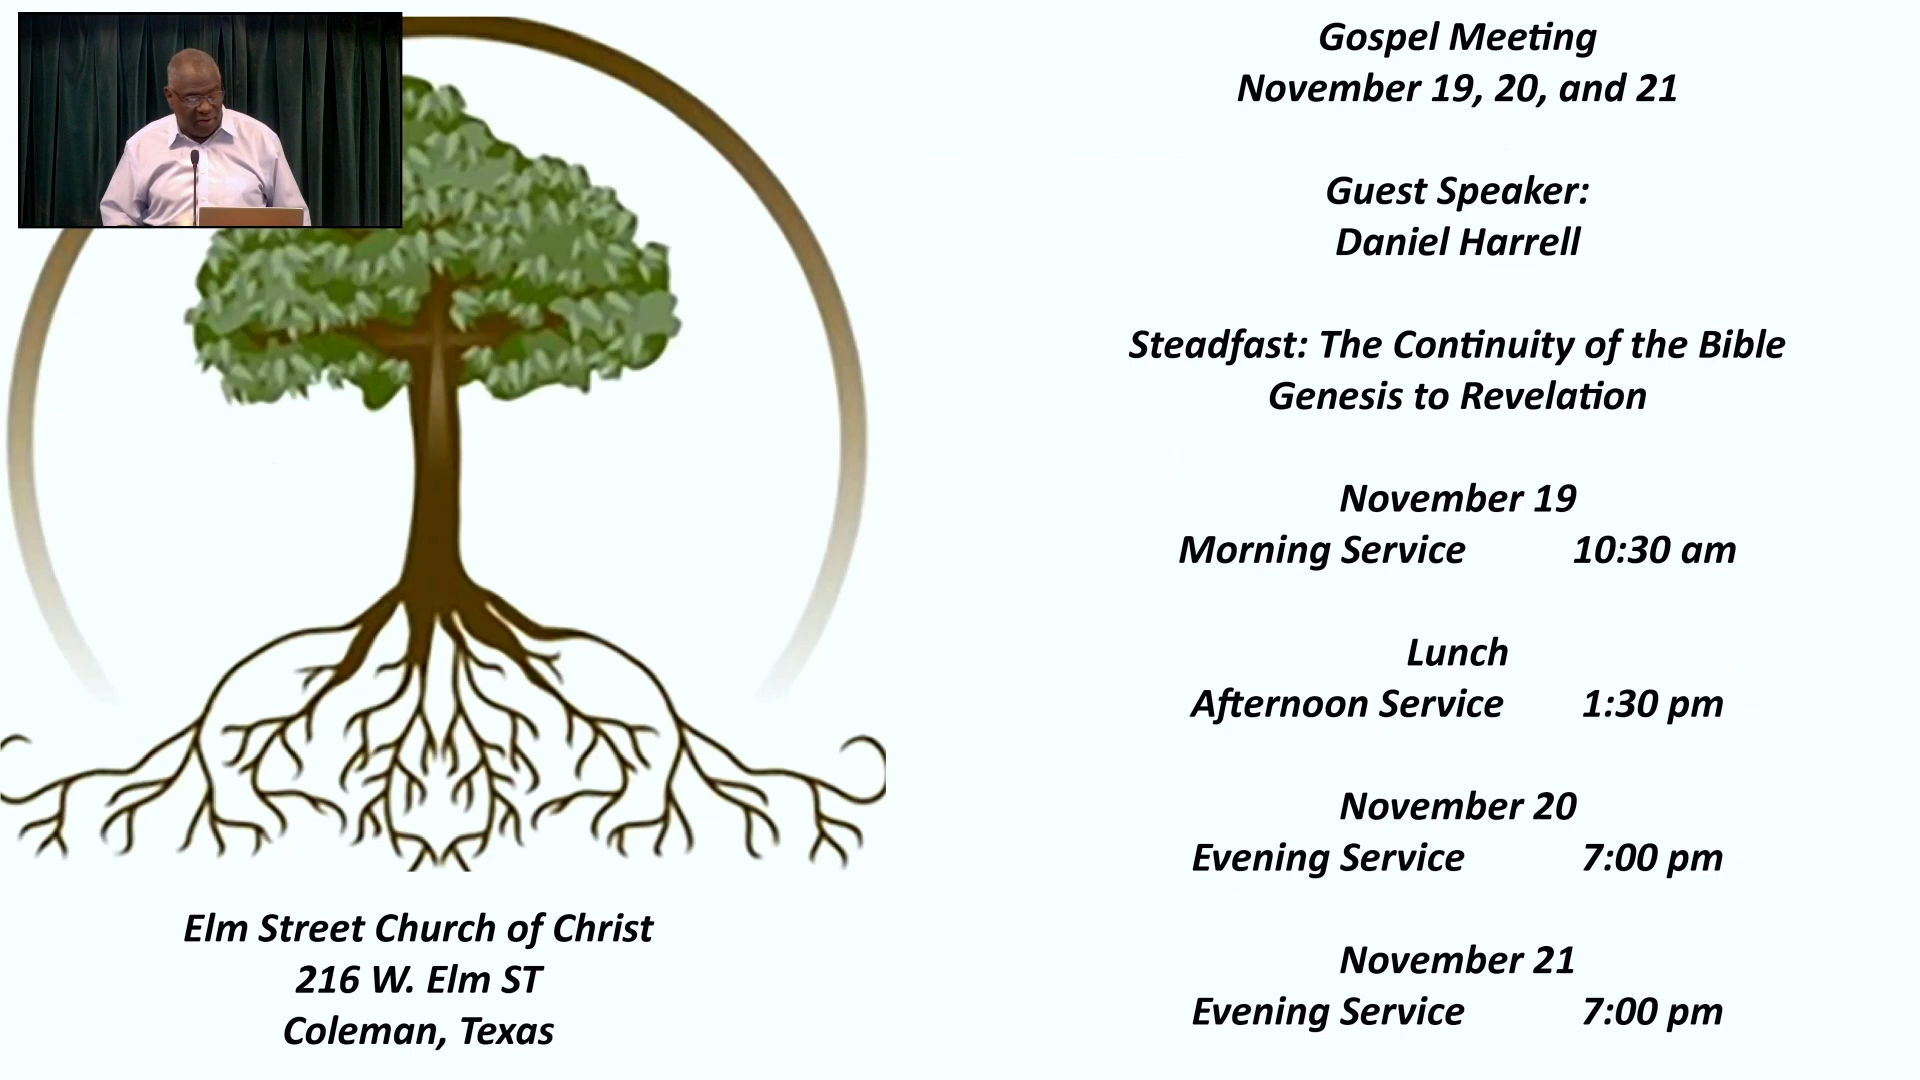 Gospel Meeting
November 19, 20, and 21
Guest Speaker:
Daniel Harrell
Steadfast: The Continuity of the Bible
Genesis to Revelation
November 19
Morning Service 10:30 am
Lunch
Afternoon Service 1:30 pm
November 20
Evening Service 7:00 pm
November 21
Evening Service 7:00 pm
Elm Street Church of Christ
216 W. Elm ST
Coleman, Texas